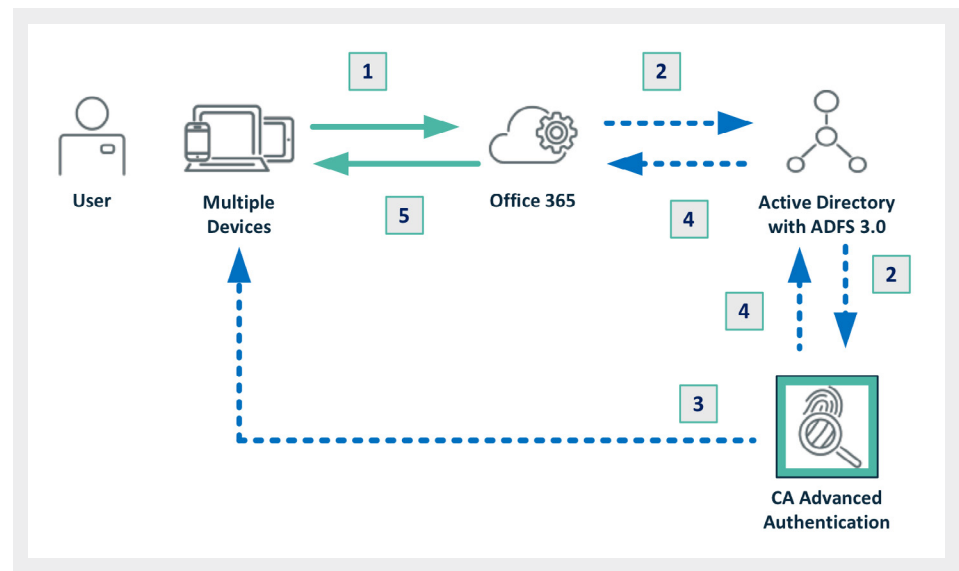 1
2
User
Multiple
Devices
Office 365
Active Directory
with ADFS 3.0
5
4
2
4
3
CA Advanced
Authentication